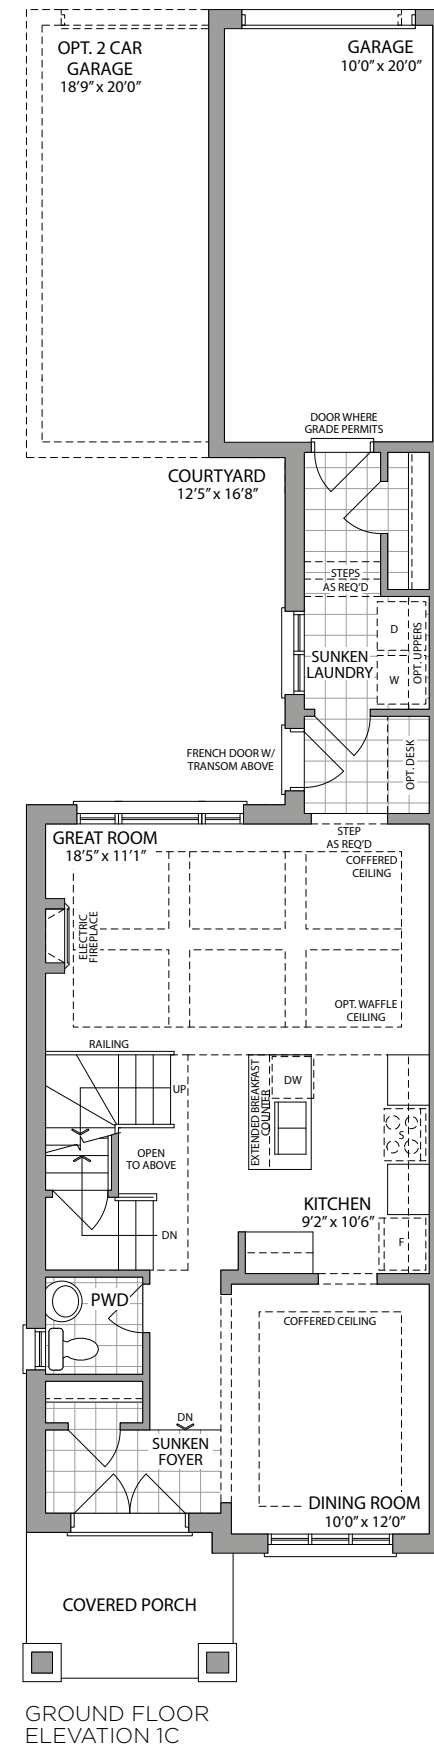 OPT. 2 CAR
GARAGE
18'9" x 20'0"
GARAGE
10'0" x 20'0"
DOOR WHERE
GRADE PERMITS
COURTYARD
12'5" x 16'8"
STEPS
AS REQ'D
D
W
OPT. UPPERS
SUNKEN
LAUNDRY
FRENCH DOOR W/
TRANSOM ABOVE
OPT. DESK
GREAT ROOM
18'5" x 11'1"
STEP
AS REQ'D
COFFERED
CEILING
ELECTRIC
FIREPLACE
OPT. WAFFLE
CEILING
RAILING
UP
EXTENDED BREAKFAST
COUNTER
DW
S
OPEN
TO ABOVE
DN
KITCHEN
9'2" x 10'6"
F
PWD
COFFERED CEILING
DN
SUNKEN
FOYER
DINING ROOM
10'0" x 12'0"
COVERED PORCH
GROUND FLOOR
ELEVATION 1C